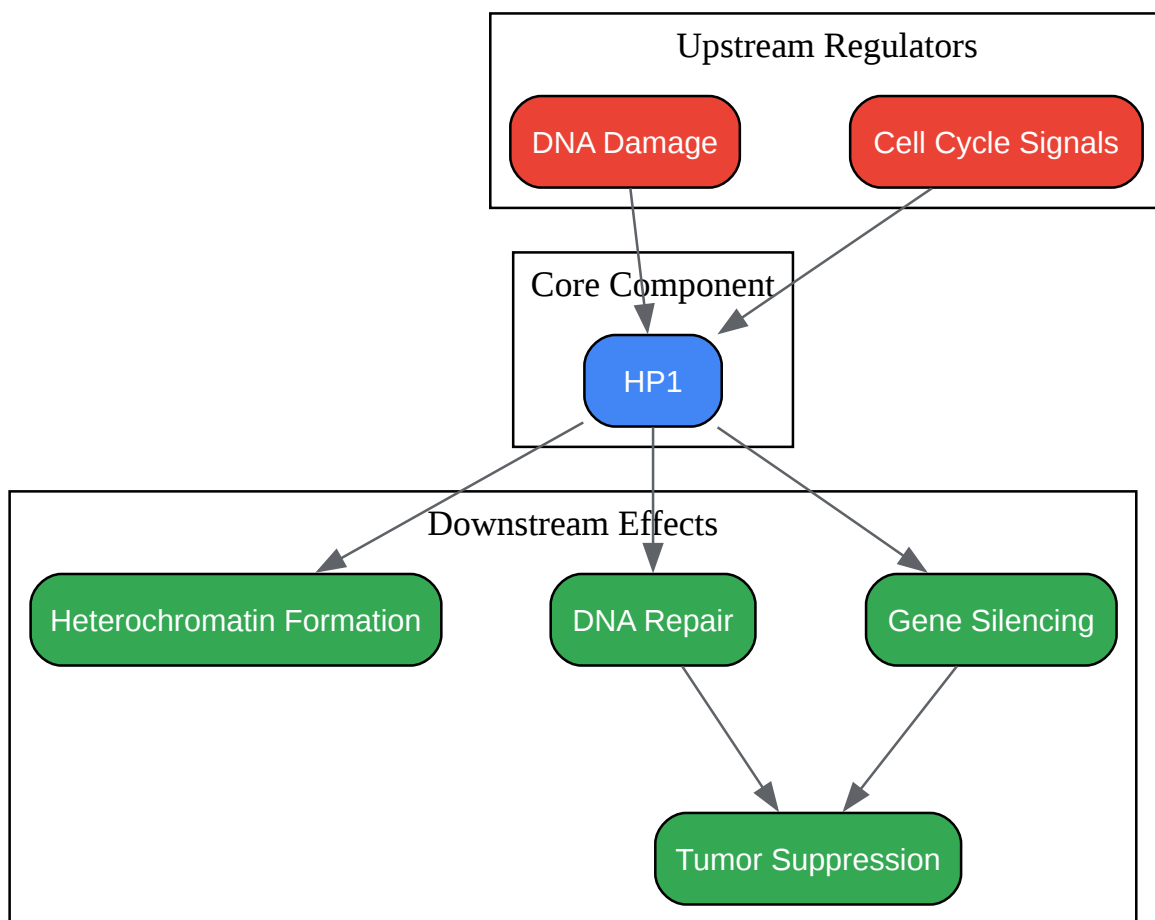 Upstream Regulators
DNA Damage
Cell Cycle Signals
Core Component
HP1
Downstream Effects
Heterochromatin Formation
DNA Repair
Gene Silencing
Tumor Suppression